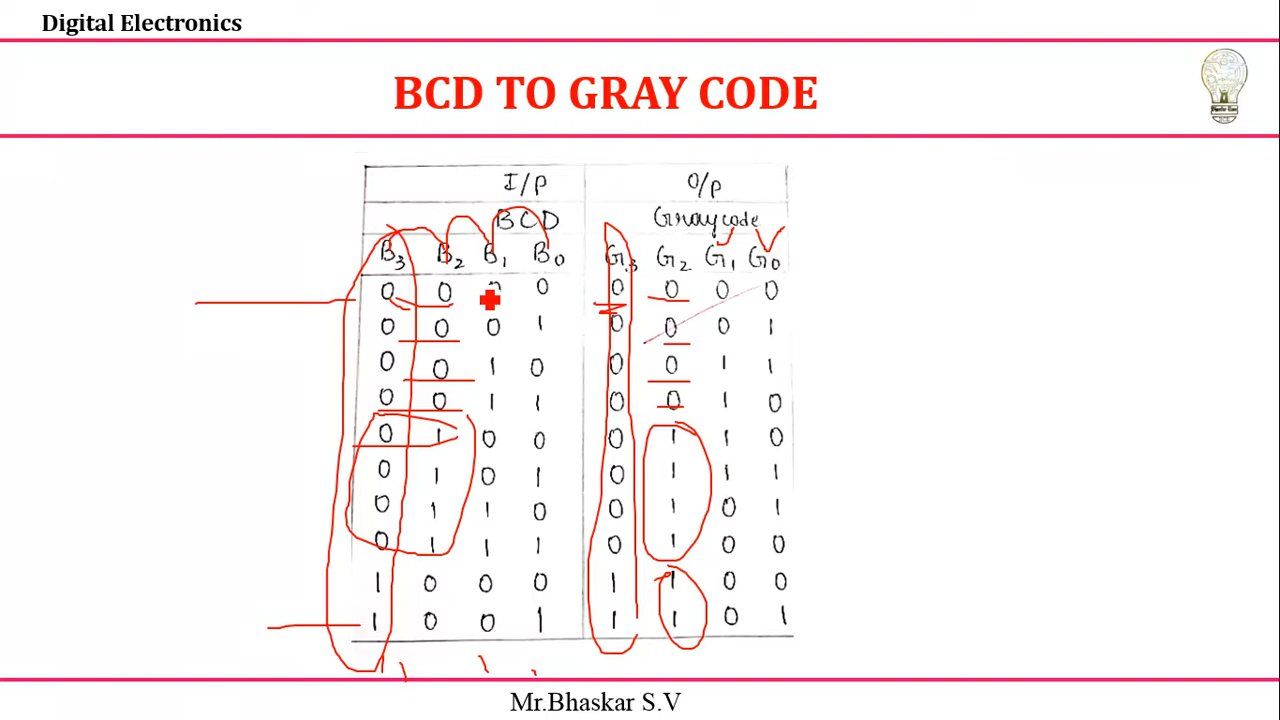 Digital Electronics
BCD TO GRAY CODE
I/P O/P
BCD Gray code
B3 B2 B1 B0 G3 G2 G1 G0
0 0 0 0 0 0 0 0
0 0 0 1 0 0 0 1
0 0 1 0 0 0 1 1
0 0 1 1 0 0 1 0
0 1 0 0 0 1 1 0
0 1 0 1 0 1 1 1
0 1 1 0 0 1 0 1
0 1 1 1 0 1 0 0
1 0 0 0 1 1 0 0
1 0 0 1 1 1 0 1
Mr.Bhaskar S.V